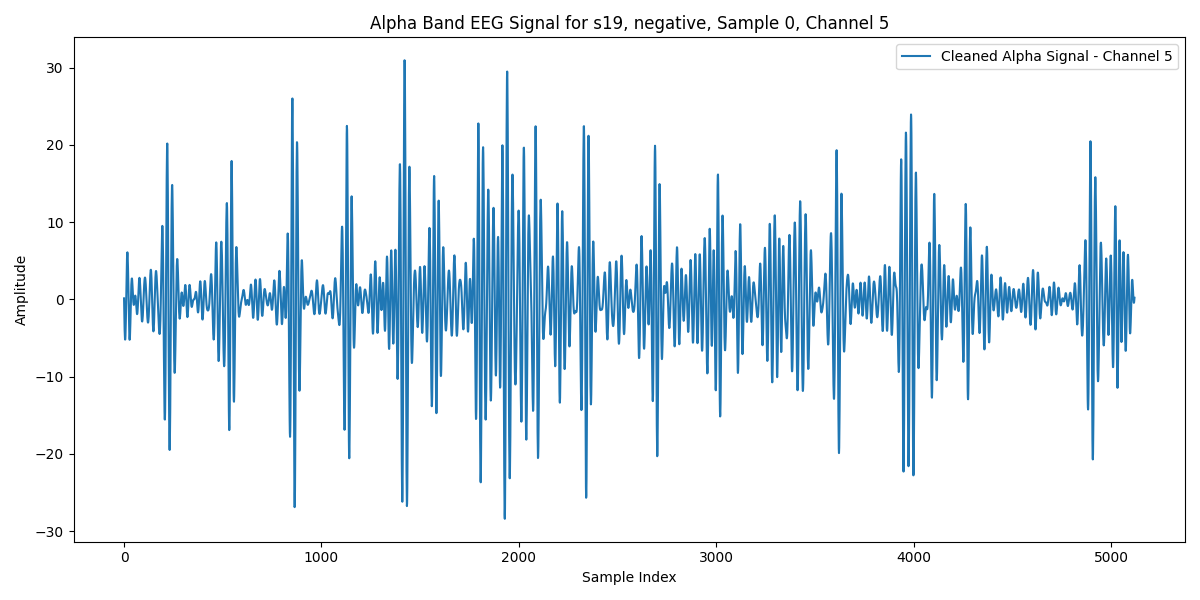 Alpha Band EEG Signal for s19, negative, Sample 0, Channel 5
Cleaned Alpha Signal - Channel 5
Amplitude
30
20
10
0
−10
−20
−30
0 1000 2000 3000 4000 5000
Sample Index